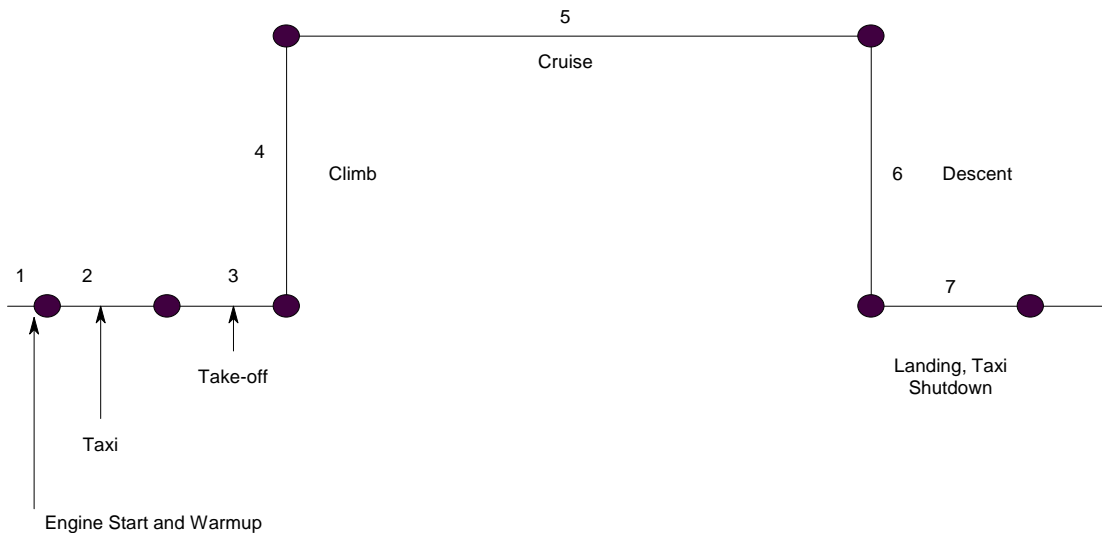 5
Cruise
4
Climb
6 Descent
1 2 3
7
Take-off
Landing, Taxi
Shutdown
Taxi
Engine Start and Warmup